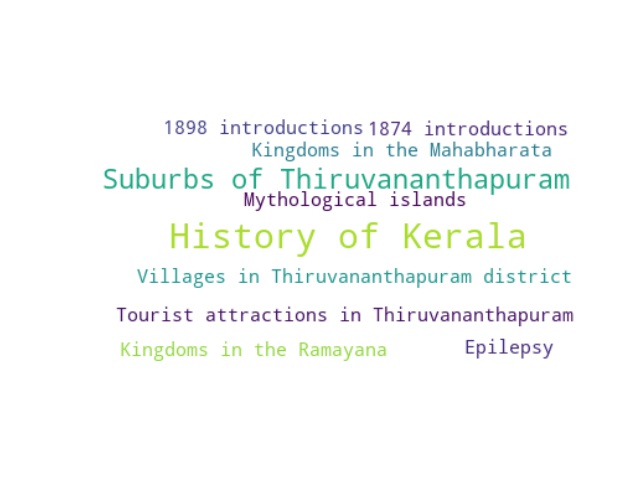 1898 introductions 1874 introductions
Kingdoms in the Mahabharata
Suburbs of Thiruvananthapuram
Mythological islands
History of Kerala
Villages in Thiruvananthapuram district
Tourist attractions in Thiruvananthapuram
Kingdoms in the Ramayana Epilepsy